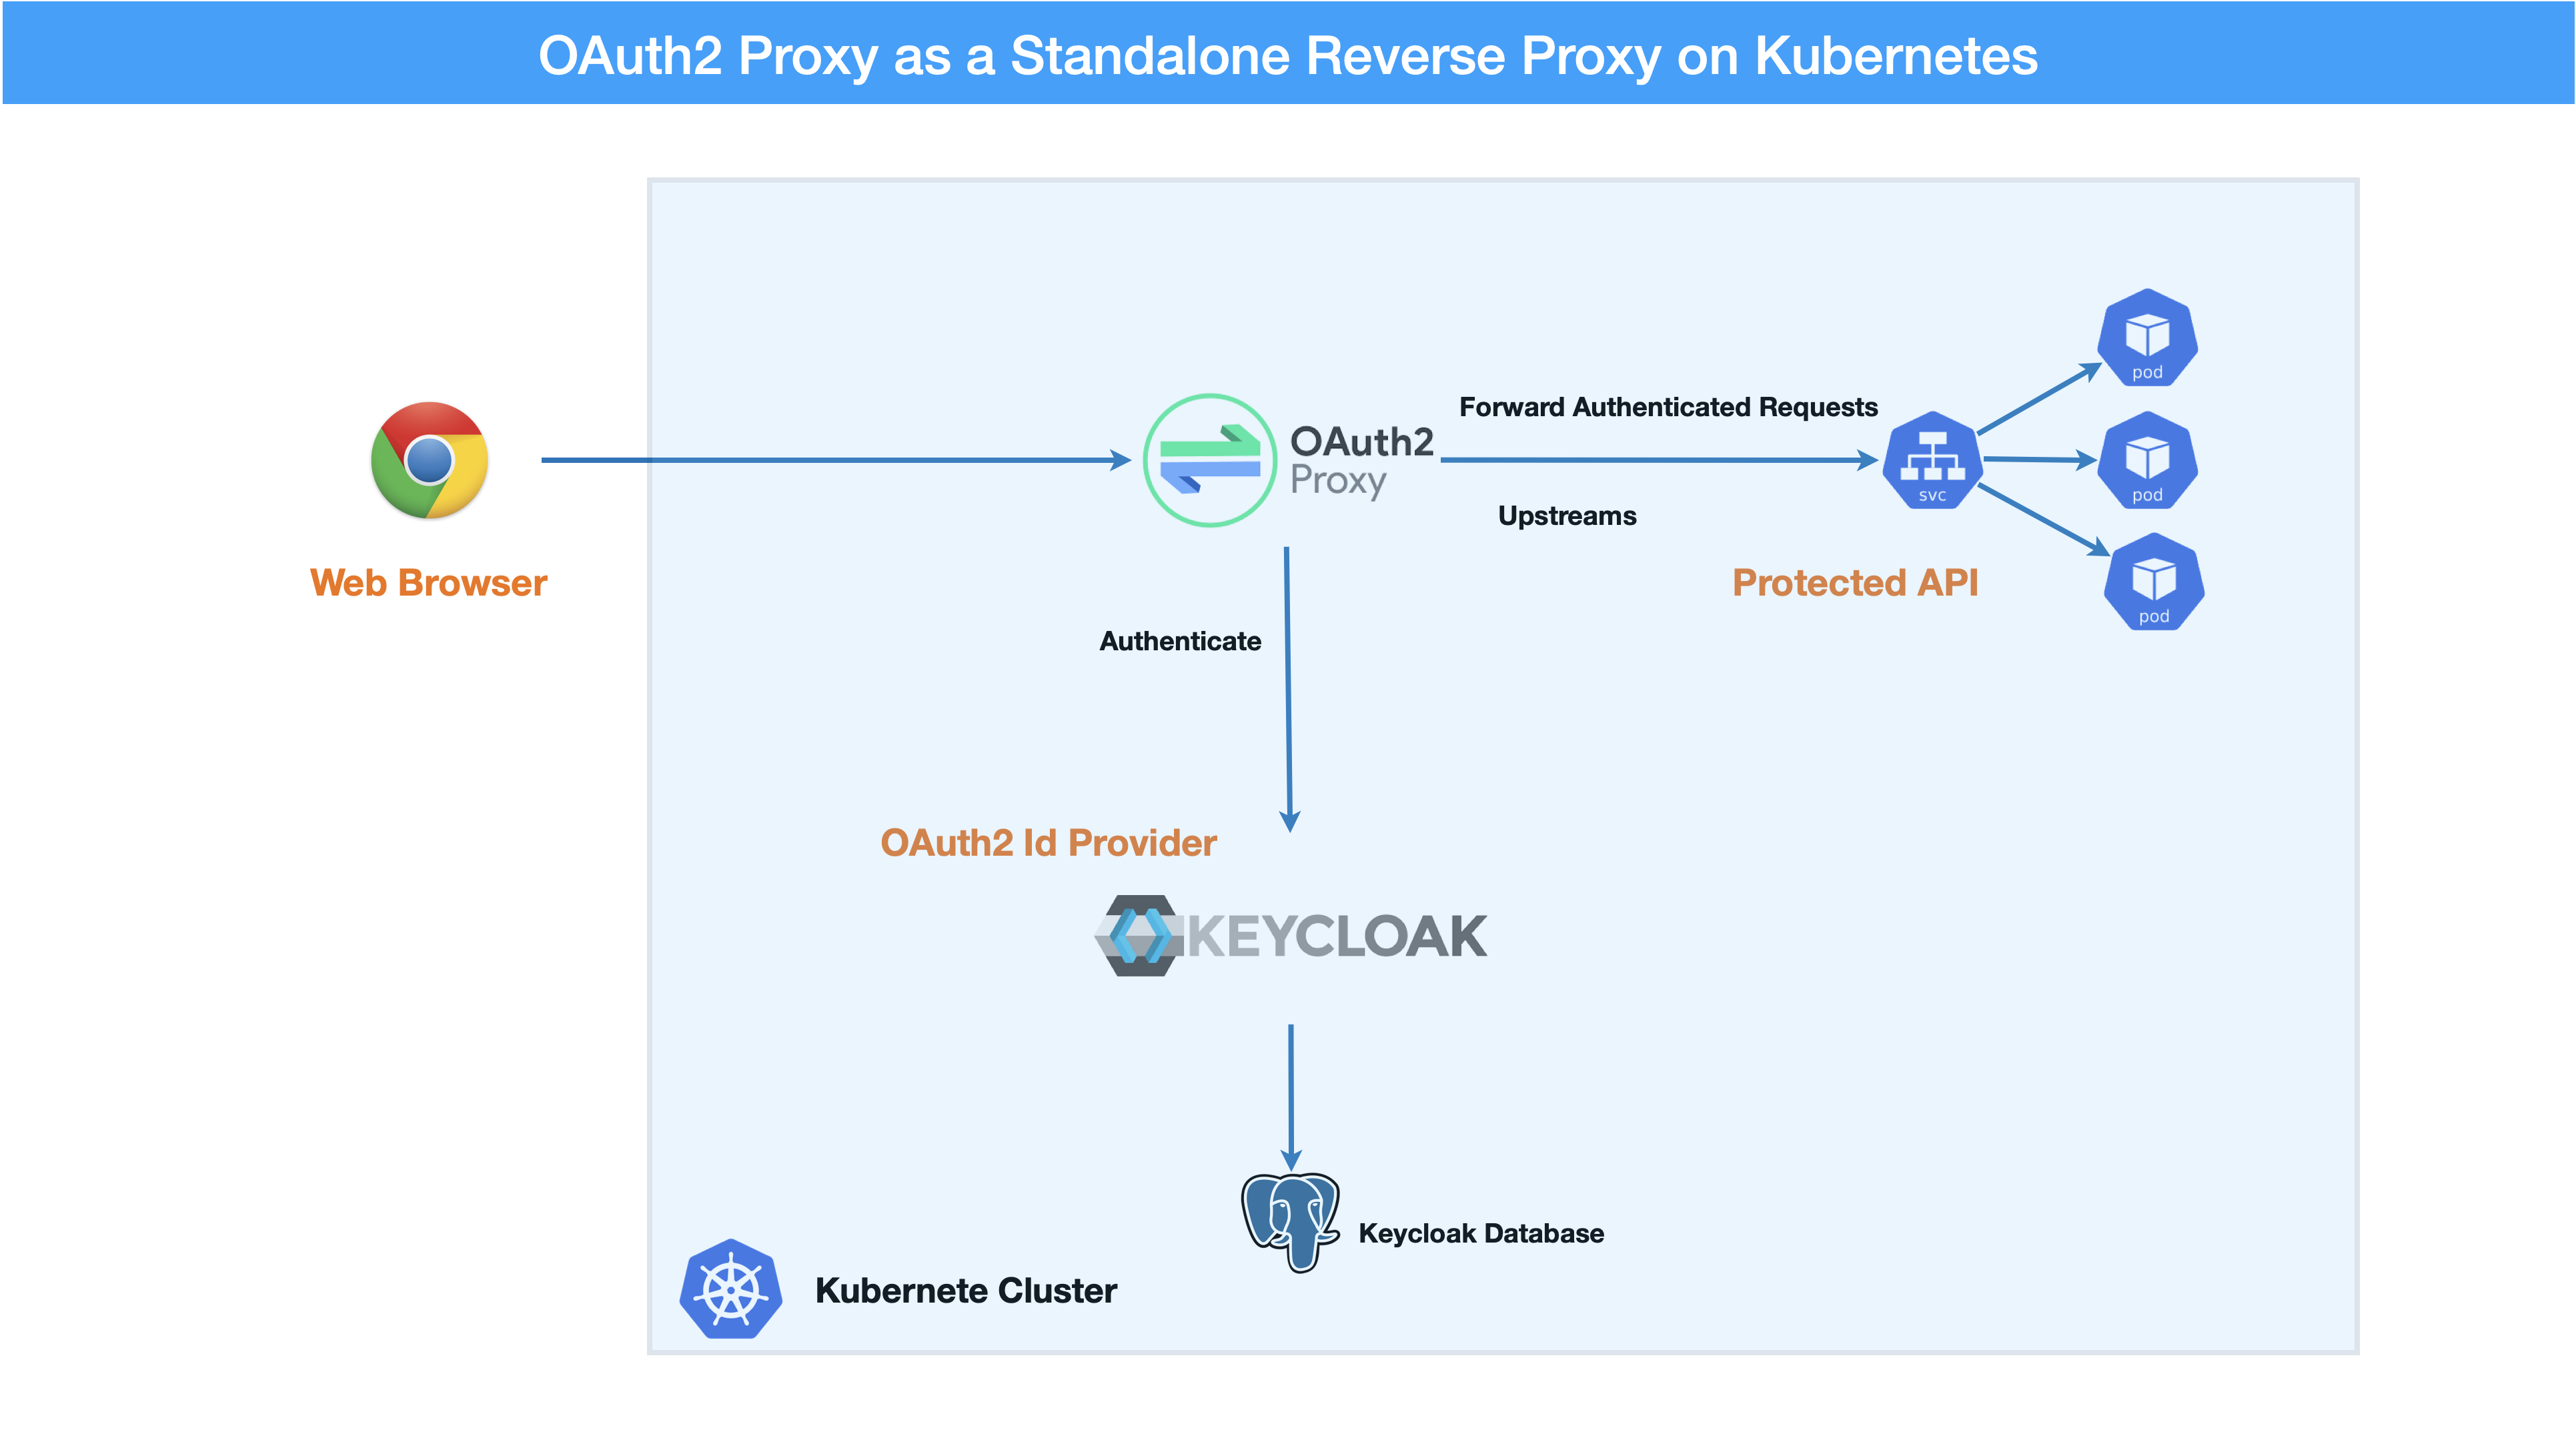 OAuth2 Proxy as a Standalone Reverse Proxy on Kubernetes
pod
Forward Authenticated Requests
OAuth2
Proxy
svc
pod
Upstreams
Web Browser
Protected API
pod
Authenticate
OAuth2 Id Provider
KEYCLOAK
Keycloak Database
Kubernete Cluster